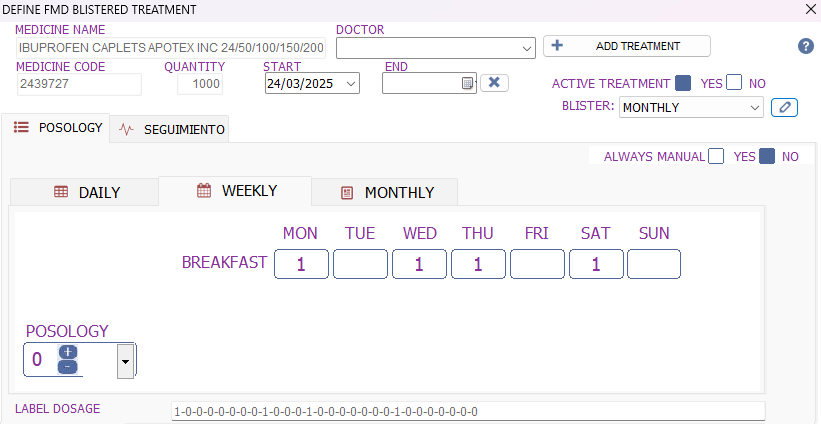 DEFINE FMD BLISTERED TREATMENT
MEDICINE NAME DOCTOR
IBUPROFEN CAPLETS APOTEX INC 24/50/100/150/200 ADD TREATMENT
MEDICINE CODE QUANTITY START END
2439727 1000 24/03/2025
ACTIVE TREATMENT YES NO
BLISTER: MONTHLY
POSOLOGY SEGUIMIENTO
ALWAYS MANUAL YES NO
DAILY WEEKLY MONTHLY
MON TUE WED THU FRI SAT SUN
BREAKFAST 1 1 1 1
POSOLOGY
0 + -
LABEL DOSAGE 1-0-0-0-0-0-0-0-1-0-0-0-1-0-0-0-0-0-0-0-1-0-0-0-0-0-0-0